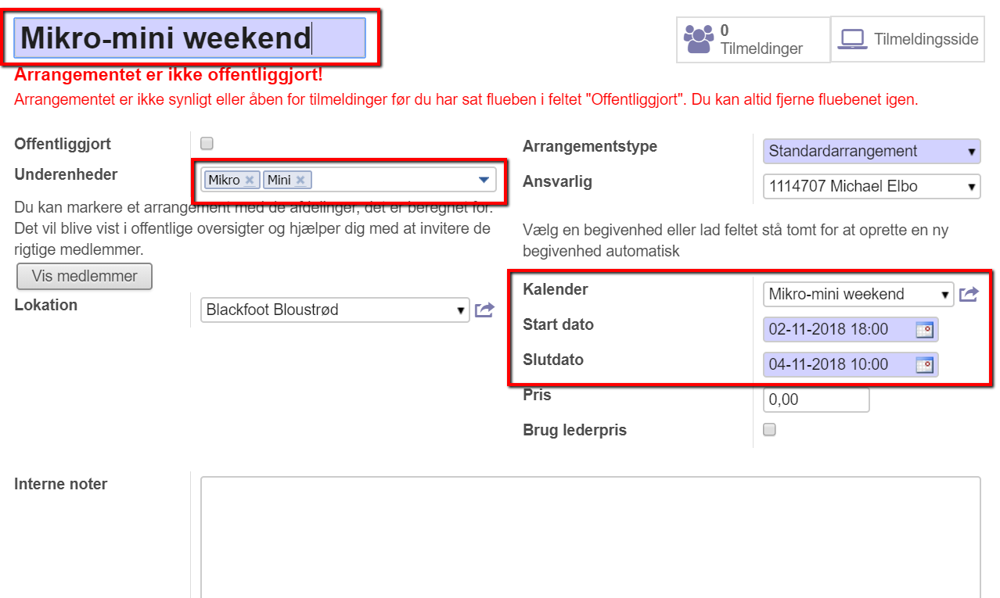 Mikro-mini weekend
0
Tilmeldinger
Tilmeldingsside
Arrangementet er ikke offentliggjort!
Arrangementet er ikke synligt eller åben for tilmeldinger før du har sat flueben i feltet "Offentliggjort". Du kan altid fjerne fluebenet igen.
Offentliggjort
Underenheder
Mikro
Mini
Du kan markere et arrangement med de afdelinger, det er beregnet for.
Det vil blive vist i offentlige oversigter og hjælper dig med at invitere de
rigtige medlemmer.
Vis medlemmer
Lokation
Blackfoot Bloustrød
Arrangementstype
Standardarrangement
Ansvarlig
1114707 Michael Elbo
Vælg en begivenhed eller lad feltet stå tomt for at oprette en ny
begivenhed automatisk
Kalender
Mikro-mini weekend
Start dato
02-11-2018 18:00
Slutdato
04-11-2018 10:00
Pris
0,00
Brug lederpris
Interne noter